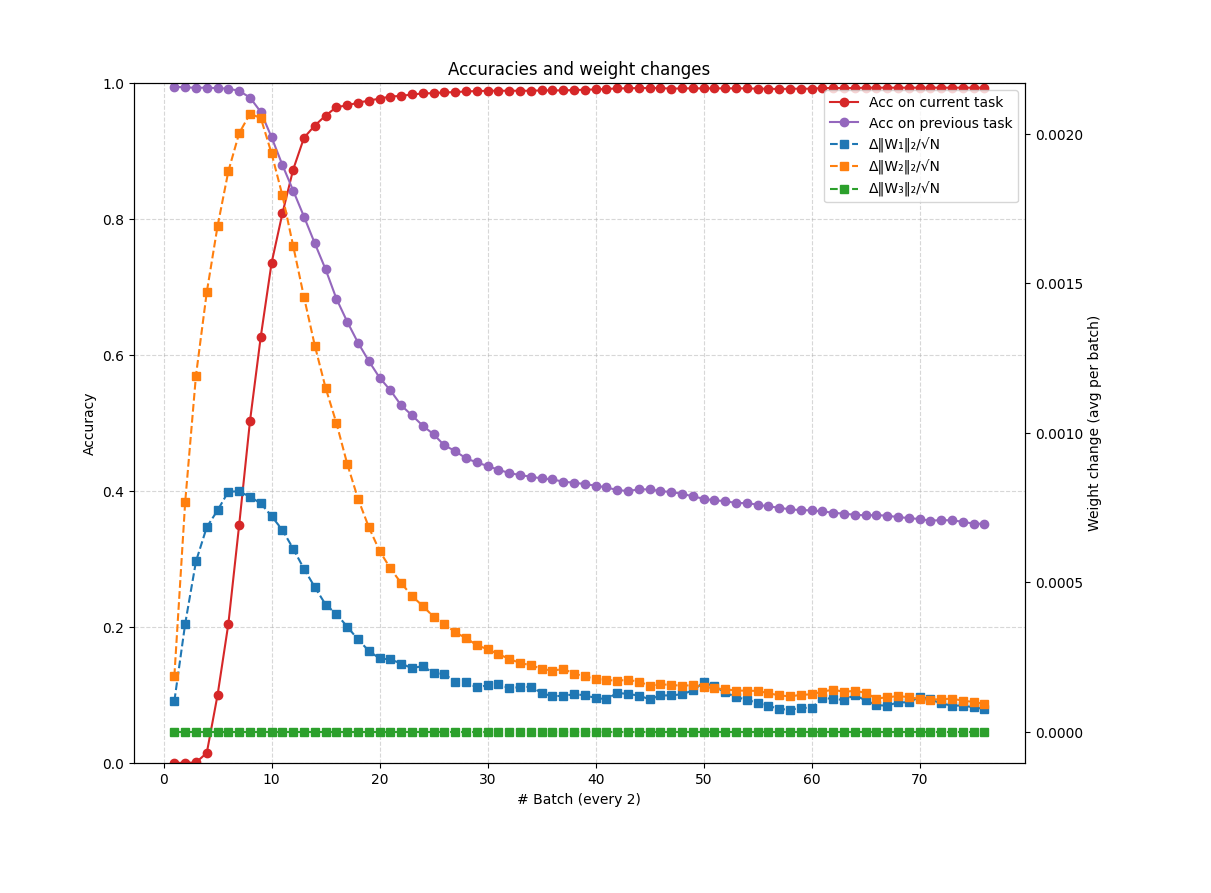 Accuracies and weight changes
Acc on current task
Acc on previous task
Δ‖W₁‖₂/√N
Δ‖W₂‖₂/√N
Δ‖W₃‖₂/√N
Accuracy
1.0
0.8
0.6
0.4
0.2
0.0
0.0020
0.0015
0.0010
0.0005
0.0000
Weight change (avg per batch)
0 10 20 30 40 50 60 70
# Batch (every 2)